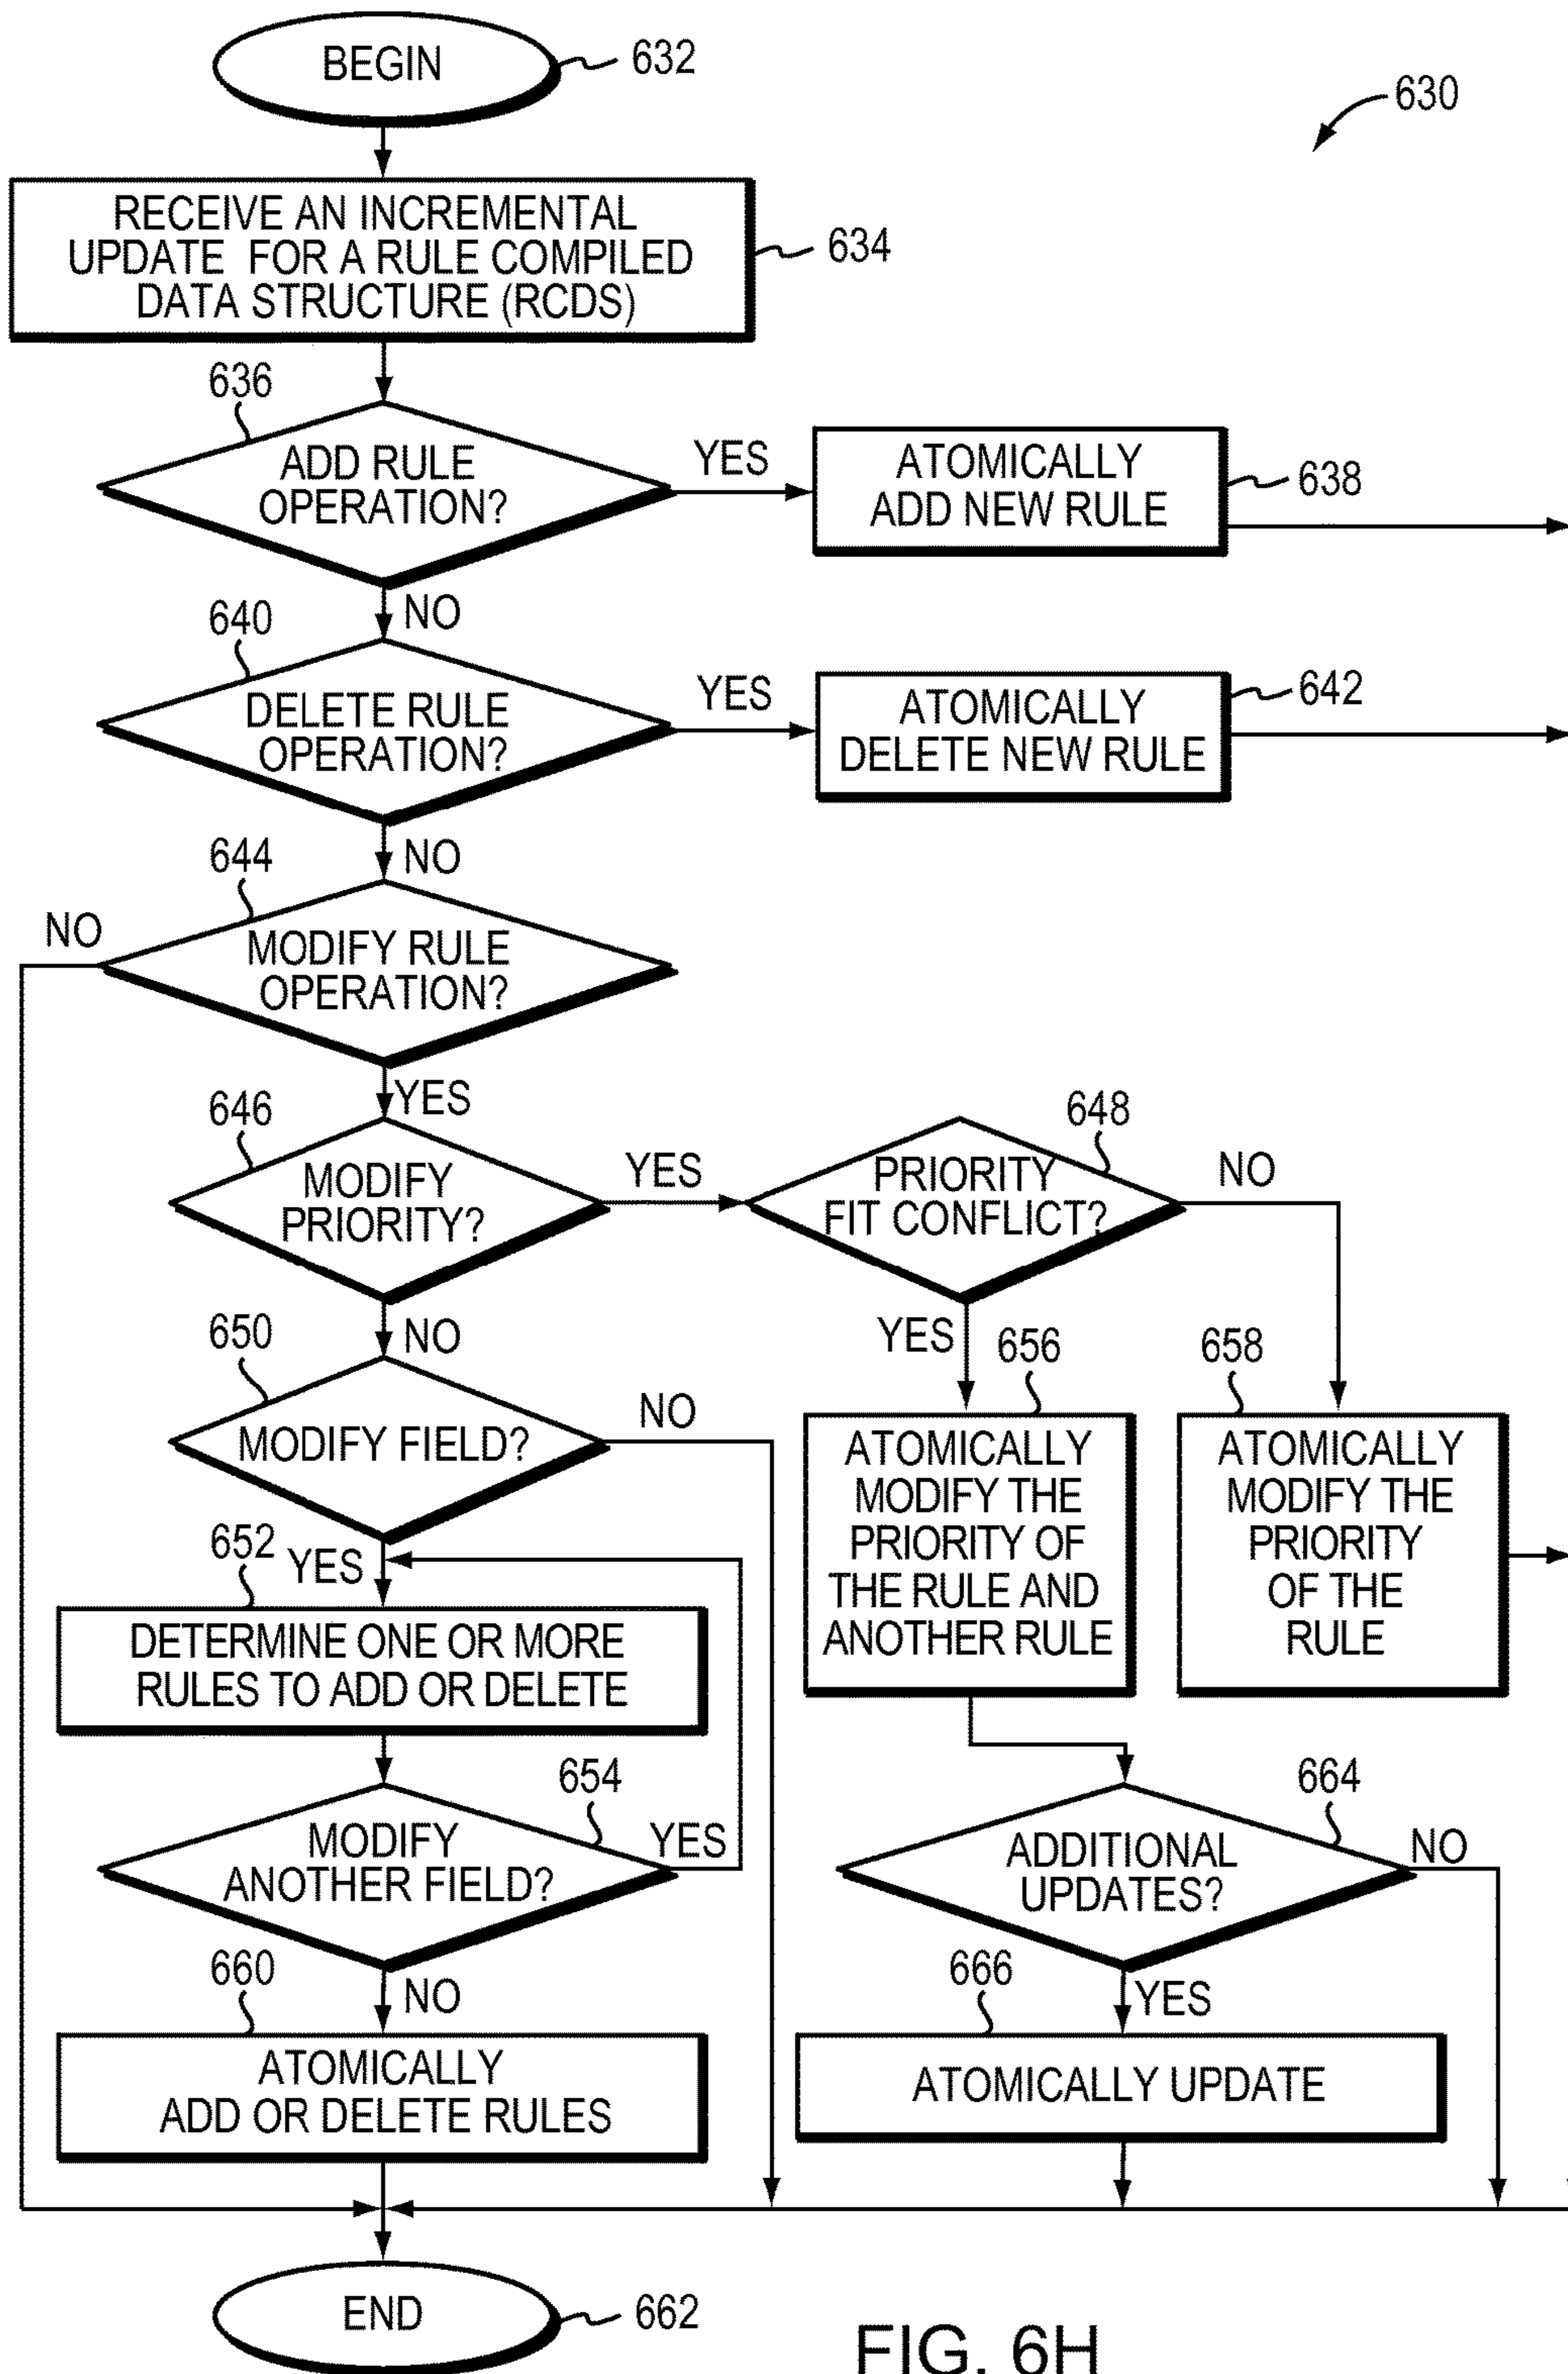 BEGIN
632
630
RECEIVE AN INCREMENTAL
UPDATE FOR A RULE COMPILED
DATA STRUCTURE (RCDS)
634
636
ADD RULE
OPERATION?
YES
ATOMICALLY
ADD NEW RULE
638
NO
640
DELETE RULE
OPERATION?
YES
ATOMICALLY
DELETE NEW RULE
642
NO
644
NO
MODIFY RULE
OPERATION?
YES
646
MODIFY
PRIORITY?
YES
648
PRIORITY
FIT CONFLICT?
NO
NO
650
MODIFY FIELD?
NO
YES
656
ATOMICALLY
MODIFY THE
PRIORITY OF
THE RULE AND
ANOTHER RULE
658
ATOMICALLY
MODIFY THE
PRIORITY
OF THE
RULE
652
YES
DETERMINE ONE OR MORE
RULES TO ADD OR DELETE
654
MODIFY
ANOTHER FIELD?
YES
664
ADDITIONAL
UPDATES?
NO
660
NO
ATOMICALLY
ADD OR DELETE RULES
666
YES
ATOMICALLY UPDATE
END
662
FIG. 6H